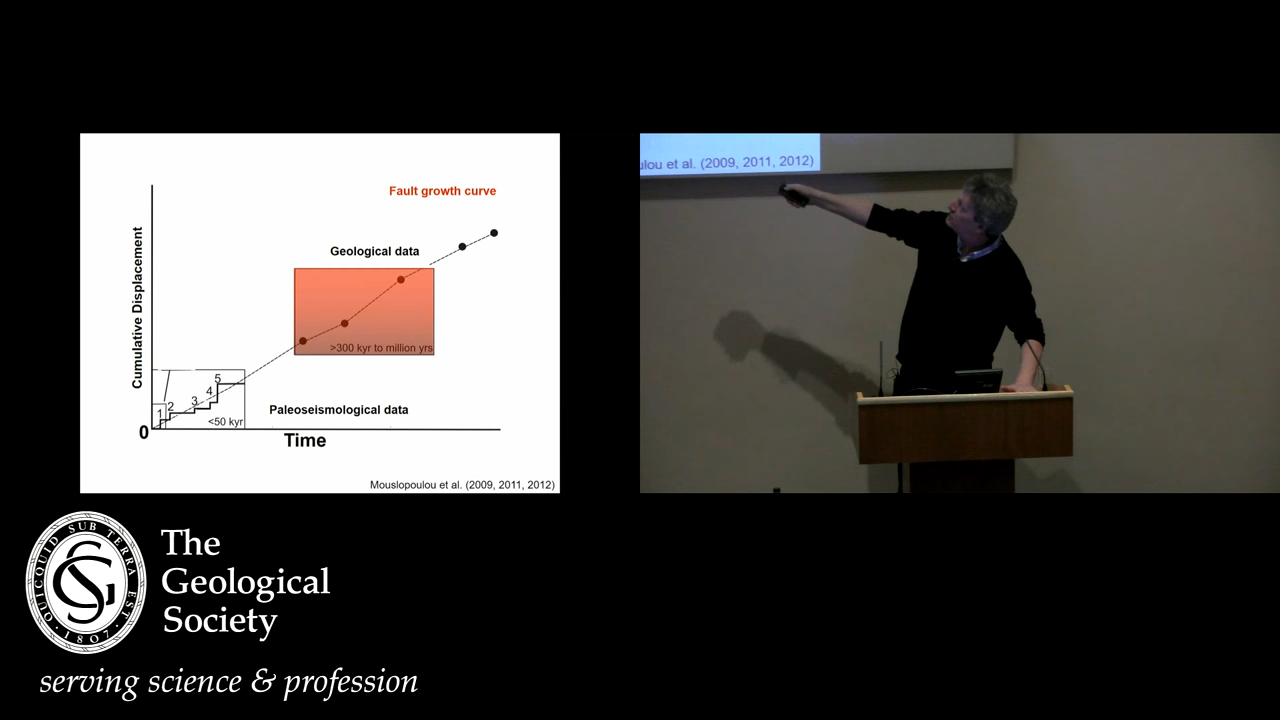 Fault growth curve
Geological data
Cumulative Displacement
>300 kyr to million yrs
5
4
3
2
1
<50 kyr
Paleoseismological data
0
Time
Mouslopoulou et al. (2009, 2011, 2012)
ulou et al. (2009, 2011, 2012)
QUICQUID SUB TERRA EST
GS
· 1807 ·
The
Geological
Society
serving science & profession